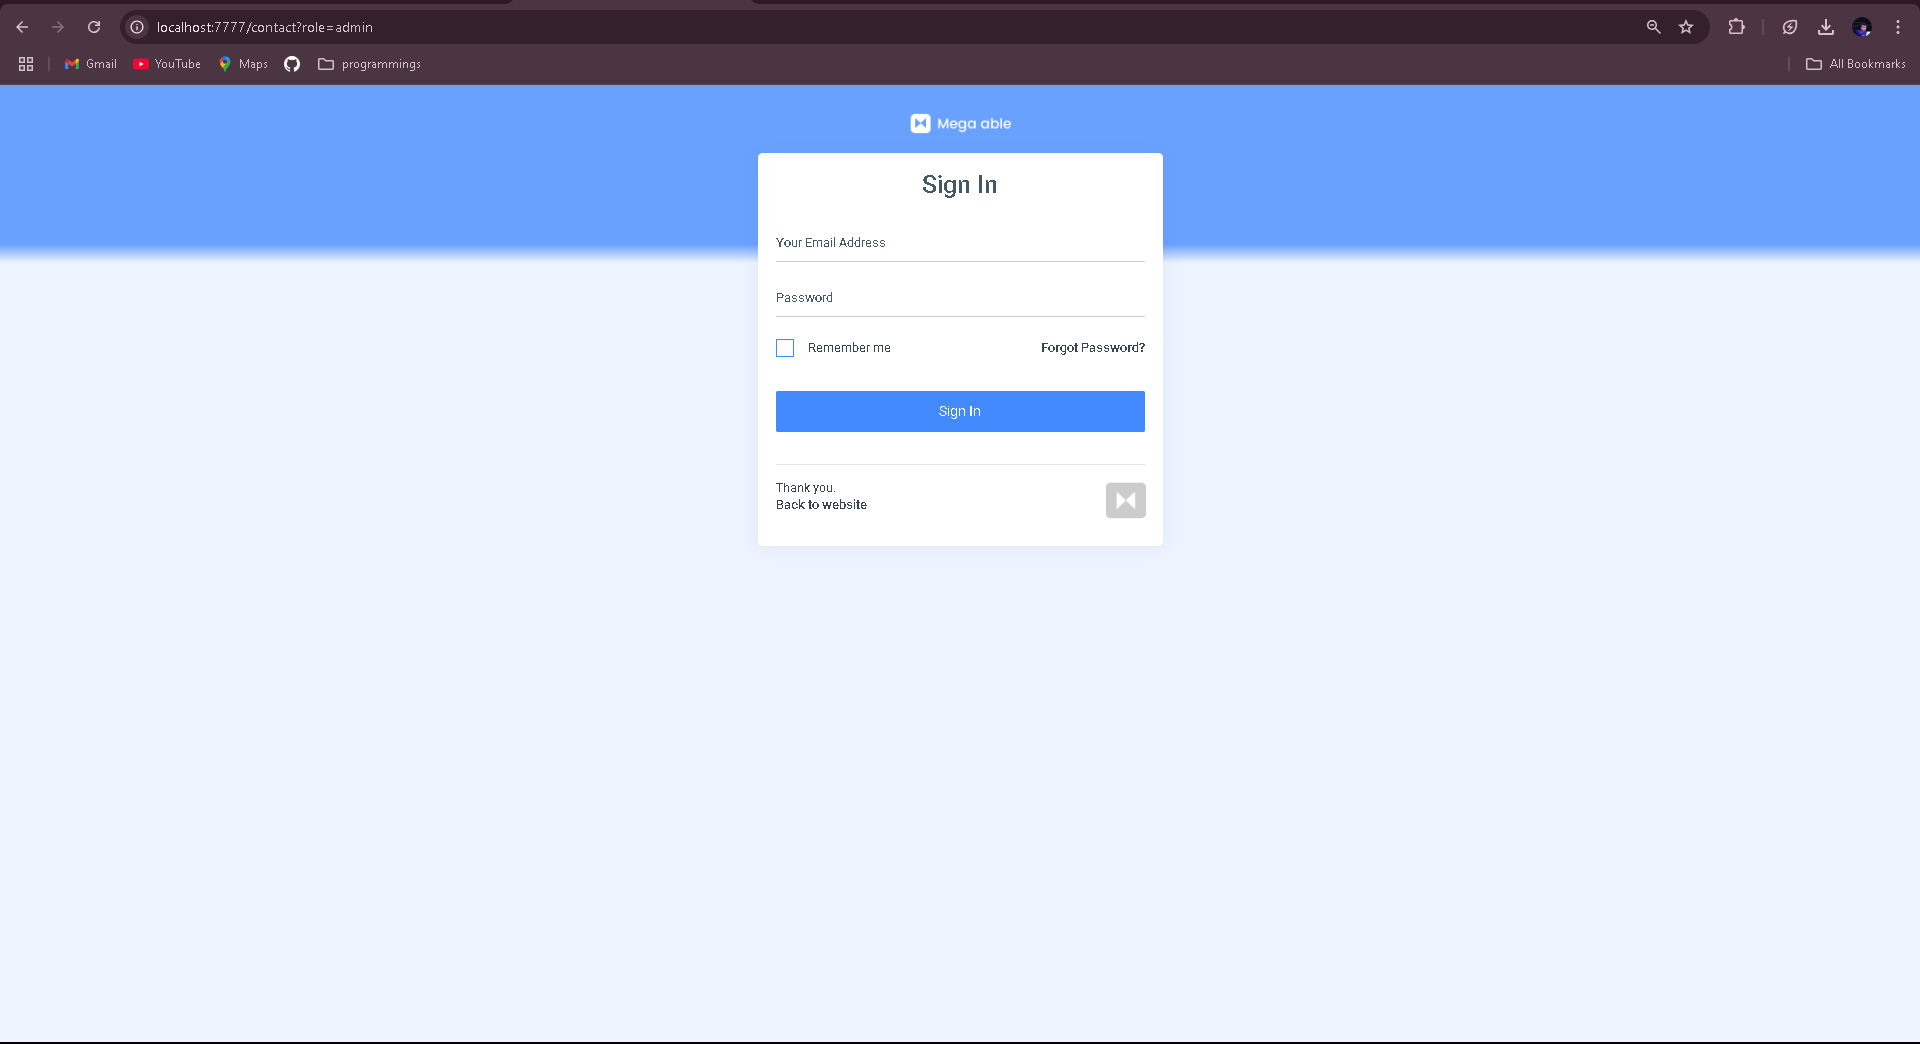 localhost:7777/contact?role=admin
Gmail YouTube Maps programmings All Bookmarks
Mega able
Sign In
Your Email Address
Password
Remember me Forgot Password?
Sign In
Thank you.
Back to website